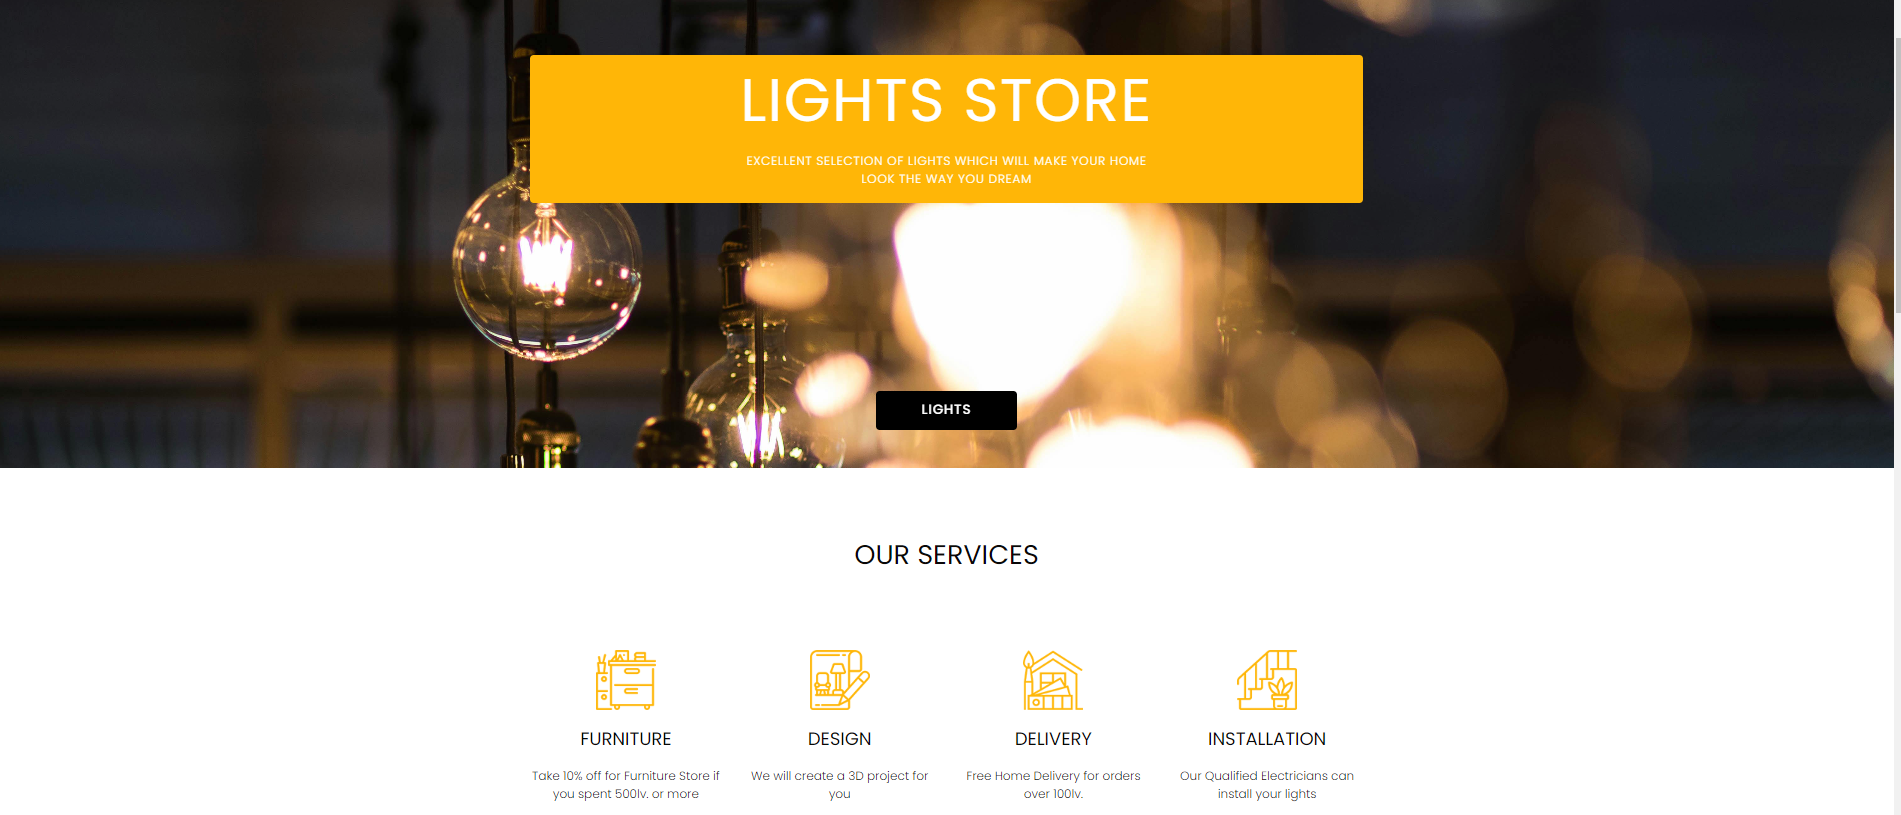 LIGHTS STORE
EXCELLENT SELECTION OF LIGHTS WHICH WILL MAKE YOUR HOME
LOOK THE WAY YOU DREAM
LIGHTS
OUR SERVICES
FURNITURE
Take 10% off for Furniture Store if
you spent 500lv. or more
DESIGN
We will create a 3D project for
you
DELIVERY
Free Home Delivery for orders
over 100lv.
INSTALLATION
Our Qualified Electricians can
install your lights